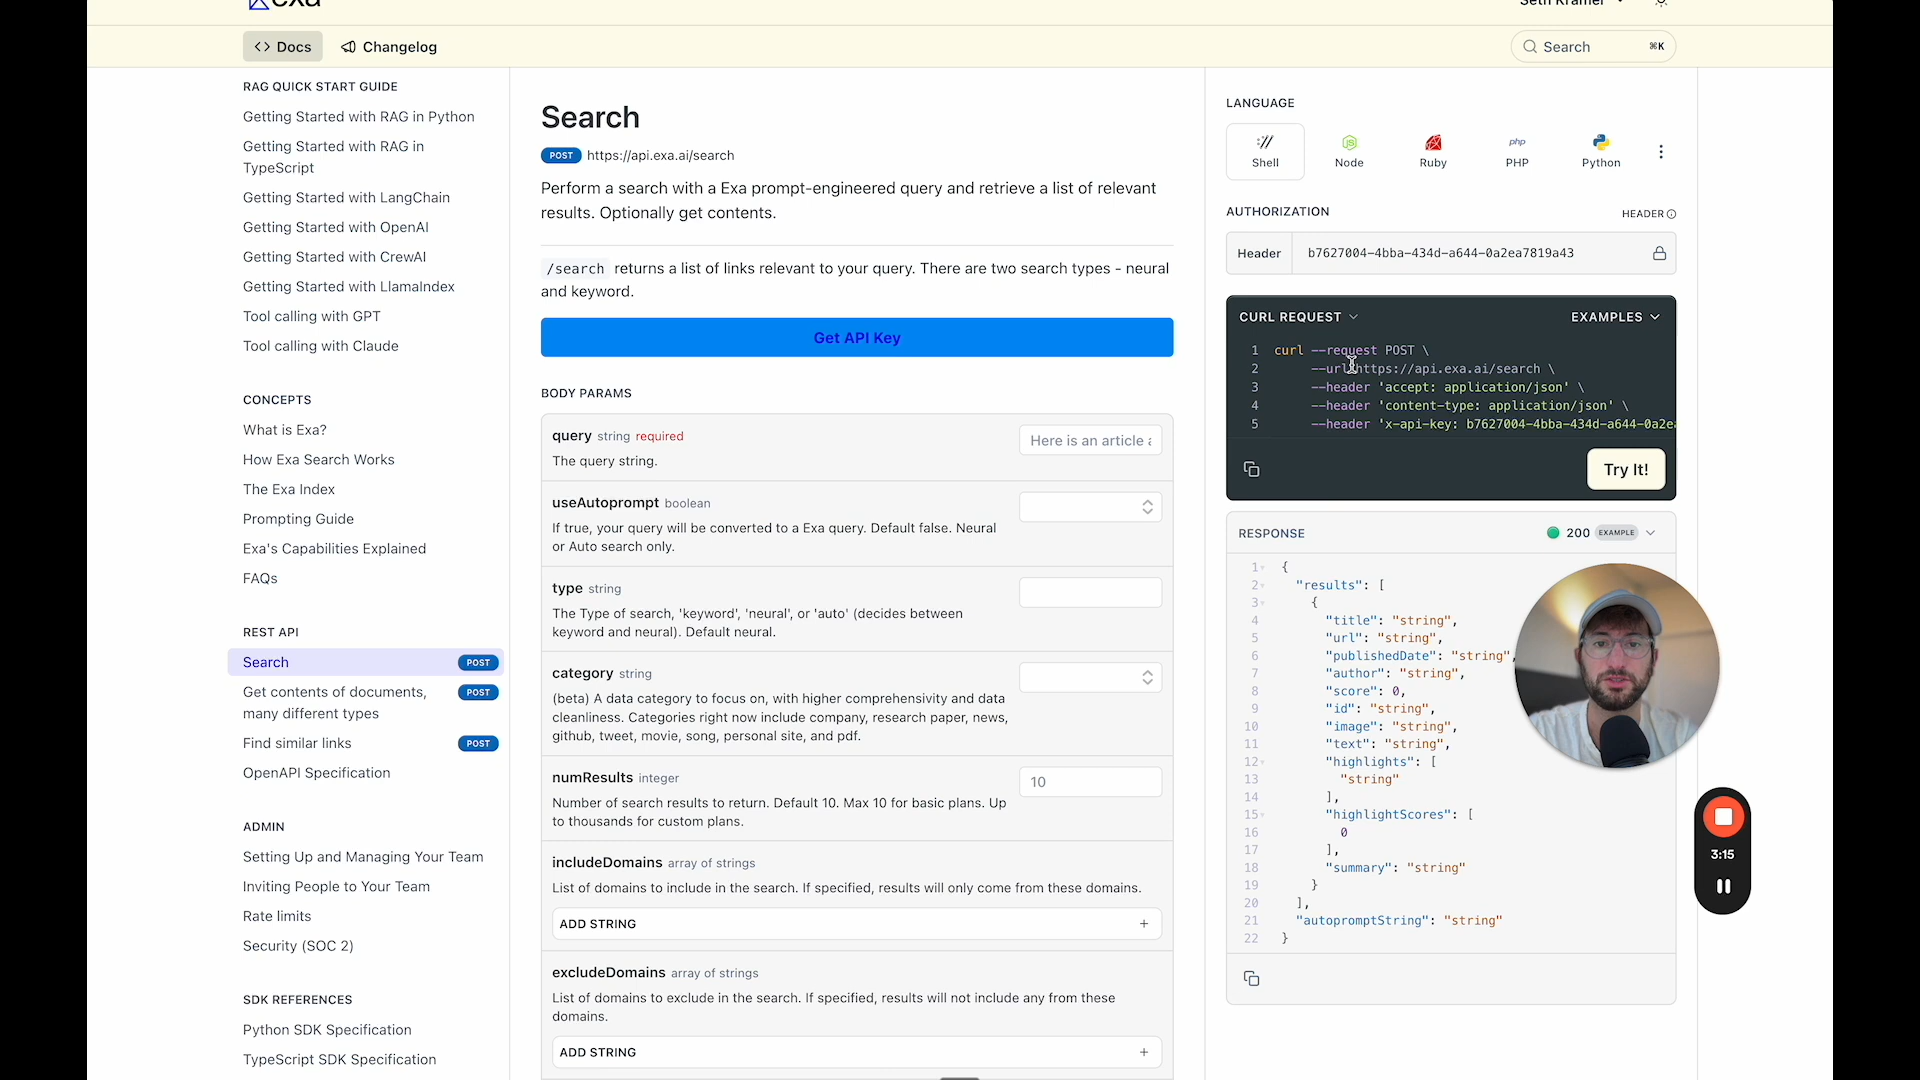 exa
Seth Kramer
Docs
Changelog
Search
⌘K
RAG QUICK START GUIDE
Getting Started with RAG in Python
Getting Started with RAG in
TypeScript
Getting Started with LangChain
Getting Started with OpenAI
Getting Started with CrewAI
Getting Started with LlamaIndex
Tool calling with GPT
Tool calling with Claude
CONCEPTS
What is Exa?
How Exa Search Works
The Exa Index
Prompting Guide
Exa's Capabilities Explained
FAQs
REST API
Search POST
Get contents of documents, POST
many different types
Find similar links POST
OpenAPI Specification
ADMIN
Setting Up and Managing Your Team
Inviting People to Your Team
Rate limits
Security (SOC 2)
SDK REFERENCES
Python SDK Specification
TypeScript SDK Specification
Search
POST https://api.exa.ai/search
Perform a search with a Exa prompt-engineered query and retrieve a list of relevant
results. Optionally get contents.
/search returns a list of links relevant to your query. There are two search types - neural
and keyword.
Get API Key
BODY PARAMS
query string required
Here is an article a
The query string.
useAutoprompt boolean
If true, your query will be converted to a Exa query. Default false. Neural
or Auto search only.
type string
The Type of search, 'keyword', 'neural', or 'auto' (decides between
keyword and neural). Default neural.
category string
(beta) A data category to focus on, with higher comprehensivity and data
cleanliness. Categories right now include company, research paper, news,
github, tweet, movie, song, personal site, and pdf.
numResults integer
10
Number of search results to return. Default 10. Max 10 for basic plans. Up
to thousands for custom plans.
includeDomains array of strings
List of domains to include in the search. If specified, results will only come from these domains.
ADD STRING +
excludeDomains array of strings
List of domains to exclude in the search. If specified, results will not include any from these
domains.
ADD STRING +
LANGUAGE
Shell
Node
Ruby
php
PHP
Python
AUTHORIZATION
HEADER
Header b7627004-4bba-434d-a644-0a2ea7819a43
CURL REQUEST
EXAMPLES
1 curl --request POST \
2 --url https://api.exa.ai/search \
3 --header 'accept: application/json' \
4 --header 'content-type: application/json' \
5 --header 'x-api-key: b7627004-4bba-434d-a644-0a2ea
Try It!
RESPONSE
200 EXAMPLE
1 {
2 "results": [
3 {
4 "title": "string",
5 "url": "string",
6 "publishedDate": "string",
7 "author": "string",
8 "score": 0,
9 "id": "string",
10 "image": "string",
11 "text": "string",
12 "highlights": [
13 "string"
14 ],
15 "highlightScores": [
16 0
17 ],
18 "summary": "string"
19 }
20 ],
21 "autopromptString": "string"
22 }
3:15